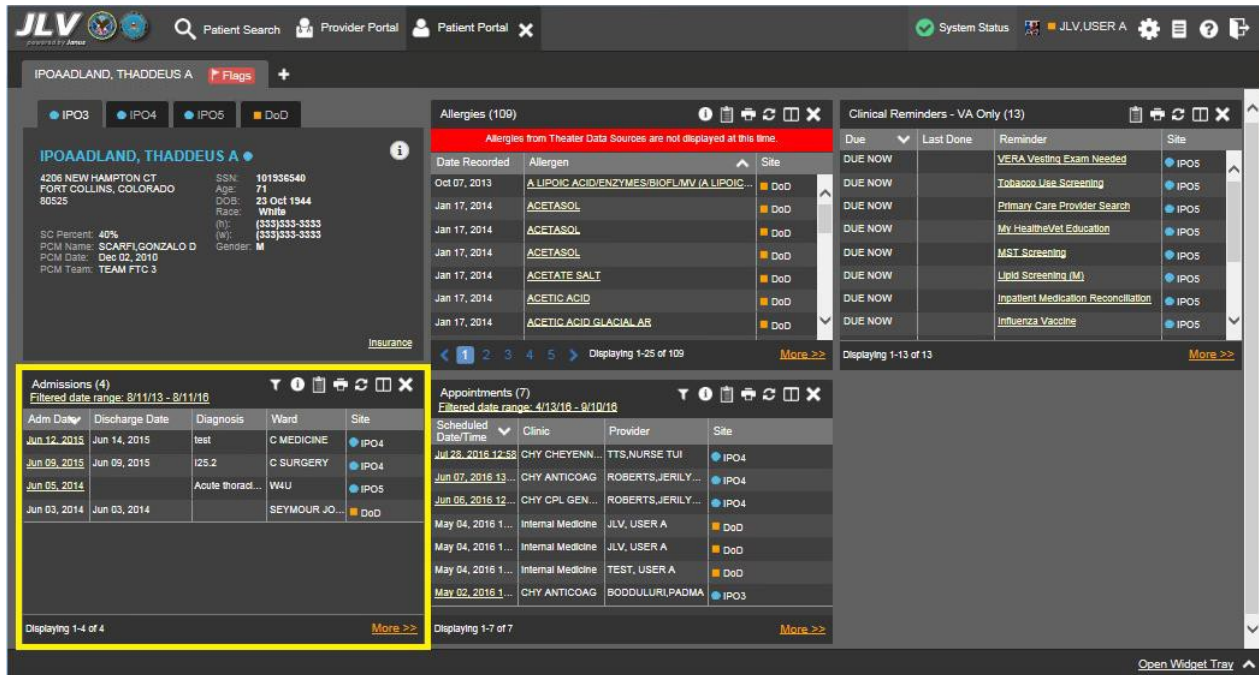 JLV
powered by Janus
Patient Search
Provider Portal
Patient Portal
System Status
JLV,USER A
IPOAADLAND, THADDEUS A
Flags
IPO3
IPO4
IPO5
DoD
IPOAADLAND, THADDEUS A
4206 NEW HAMPTON CT
FORT COLLINS, COLORADO
80525
SSN: 101936540
Age: 71
DOB: 23 Oct 1944
Race: White
(h): (333)333-3333
(w): (333)333-3333
Gender: M
SC Percent: 40%
PCM Name: SCARFI,GONZALO D
PCM Date: Dec 02, 2010
PCM Team: TEAM FTC 3
Insurance
Allergies (109)
Allergies from Theater Data Sources are not displayed at this time.
Date Recorded Allergen Site
Oct 07, 2013 A LIPOIC ACID/ENZYMES/BIOFL/MV (A LIPOIC... DoD
Jan 17, 2014 ACETASOL DoD
Jan 17, 2014 ACETASOL DoD
Jan 17, 2014 ACETASOL DoD
Jan 17, 2014 ACETATE SALT DoD
Jan 17, 2014 ACETIC ACID DoD
Jan 17, 2014 ACETIC ACID GLACIAL AR DoD
1 2 3 4 5 Displaying 1-25 of 109 More >>
Clinical Reminders - VA Only (13)
Due Last Done Reminder Site
DUE NOW VERA Vesting Exam Needed IPO5
DUE NOW Tobacco Use Screening IPO5
DUE NOW Primary Care Provider Search IPO5
DUE NOW My HealtheVet Education IPO5
DUE NOW MST Screening IPO5
DUE NOW Lipid Screening (M) IPO5
DUE NOW Inpatient Medication Reconciliation IPO5
DUE NOW Influenza Vaccine IPO5
Displaying 1-13 of 13 More >>
Admissions (4)
Filtered date range: 8/11/13 - 8/11/16
Adm Date Discharge Date Diagnosis Ward Site
Jun 12, 2015 Jun 14, 2015 test C MEDICINE IPO4
Jun 09, 2015 Jun 09, 2015 I25.2 C SURGERY IPO4
Jun 05, 2014 Acute thoraci... W4U IPO5
Jun 03, 2014 Jun 03, 2014 SEYMOUR JO... DoD
Displaying 1-4 of 4 More >>
Appointments (7)
Filtered date range: 4/13/16 - 9/10/16
Scheduled
Date/Time Clinic Provider Site
Jul 28, 2016 12:58 CHY CHEYENN... TTS,NURSE TUI IPO4
Jun 07, 2016 13... CHY ANTICOAG ROBERTS,JERILY... IPO4
Jun 06, 2016 12... CHY CPL GEN... ROBERTS,JERILY... IPO4
May 04, 2016 1... Internal Medicine JLV, USER A DoD
May 04, 2016 1... Internal Medicine JLV, USER A DoD
May 04, 2016 1... Internal Medicine TEST, USER A DoD
May 02, 2016 1... CHY ANTICOAG BODDULURI,PADMA IPO3
Displaying 1-7 of 7 More >>
Open Widget Tray